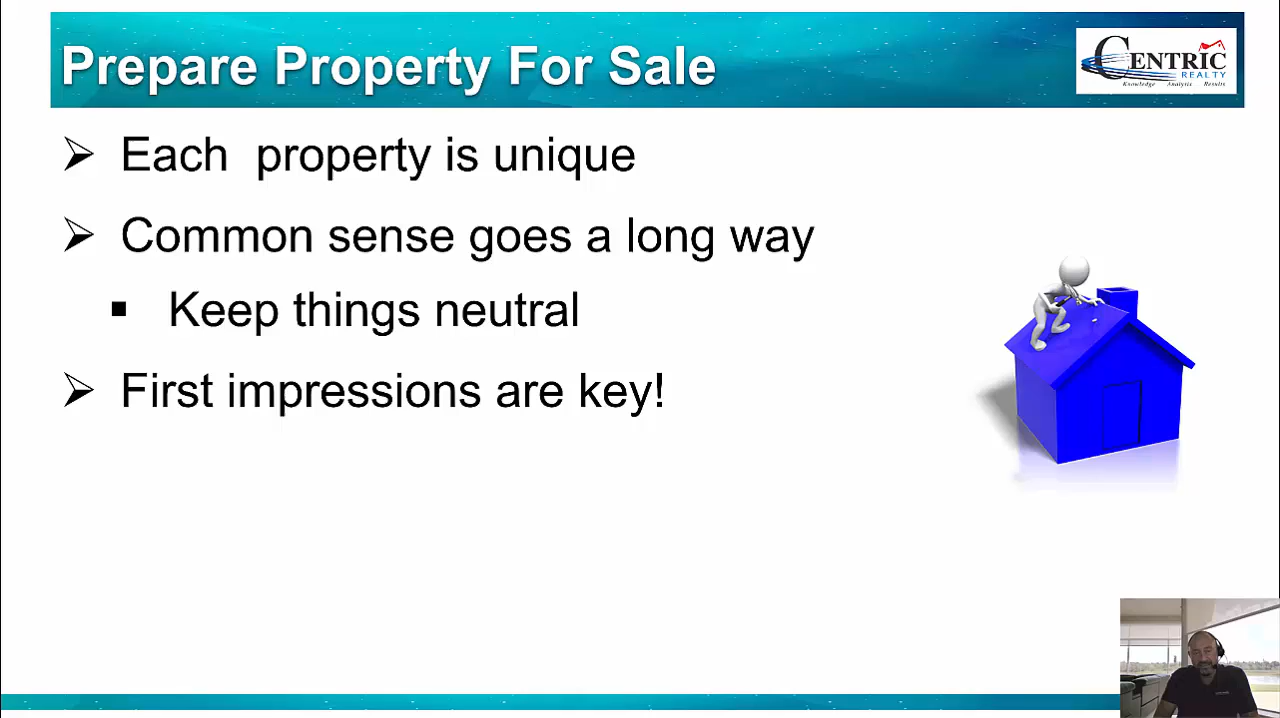 Prepare Property For Sale
CENTRIC
REALTY
Knowledge Analysis Results
Each property is unique
Common sense goes a long way
Keep things neutral
First impressions are key!